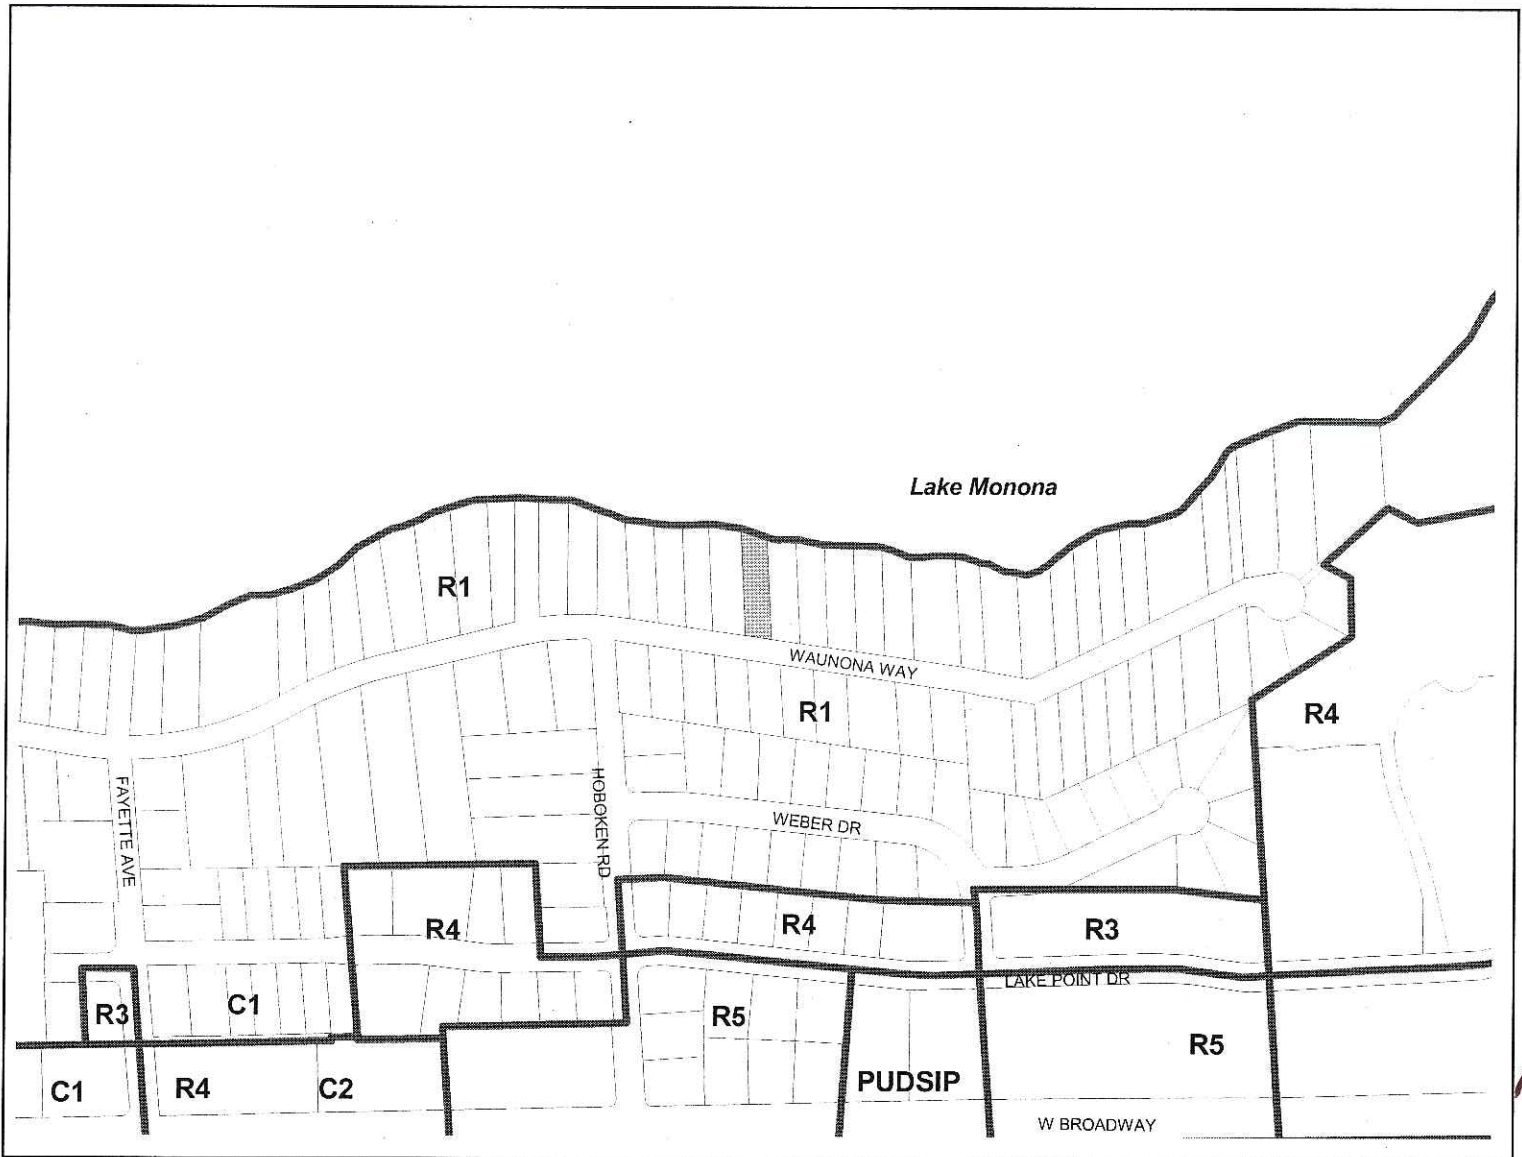 Lake Monona
R1
WAUNONA WAY
R1
R4
FAYETTE AVE
HOBOKEN RD
WEBER DR
R4
R4
R3
LAKE POINT DR
R3
C1
R5
R5
C1
R4
C2
PUDSIP
W BROADWAY